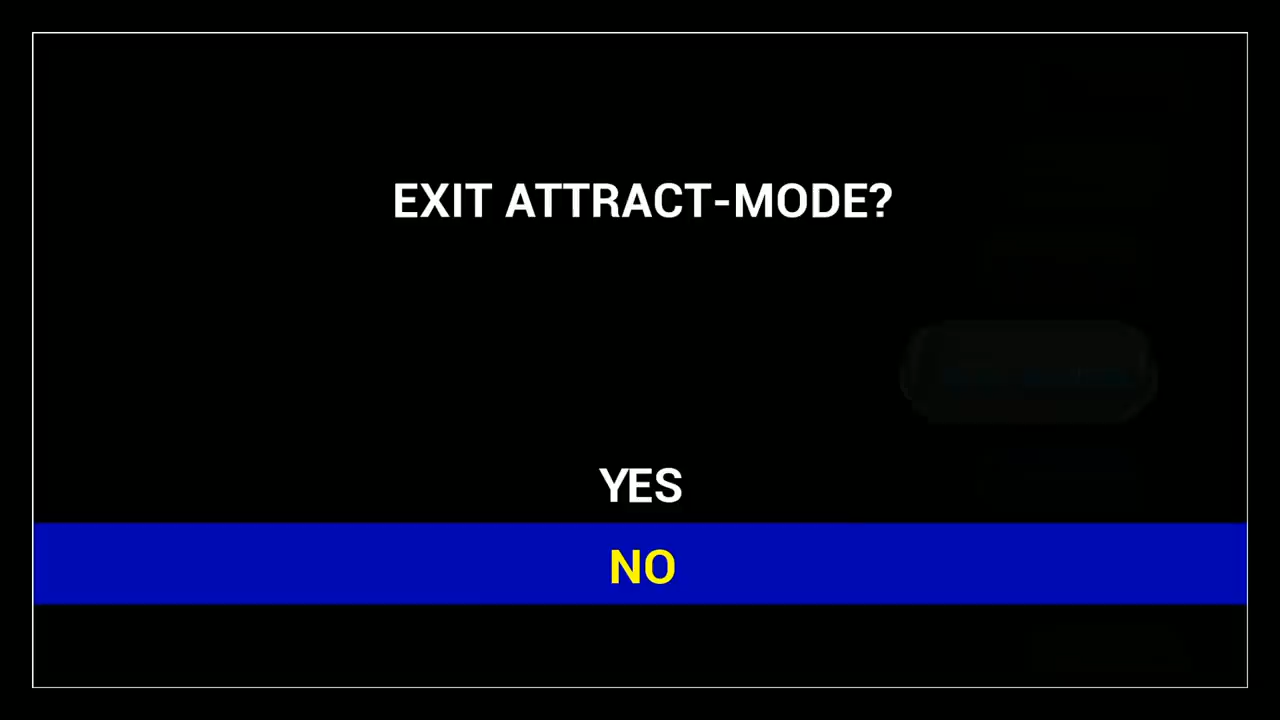 EXIT ATTRACT-MODE?
YES
NO